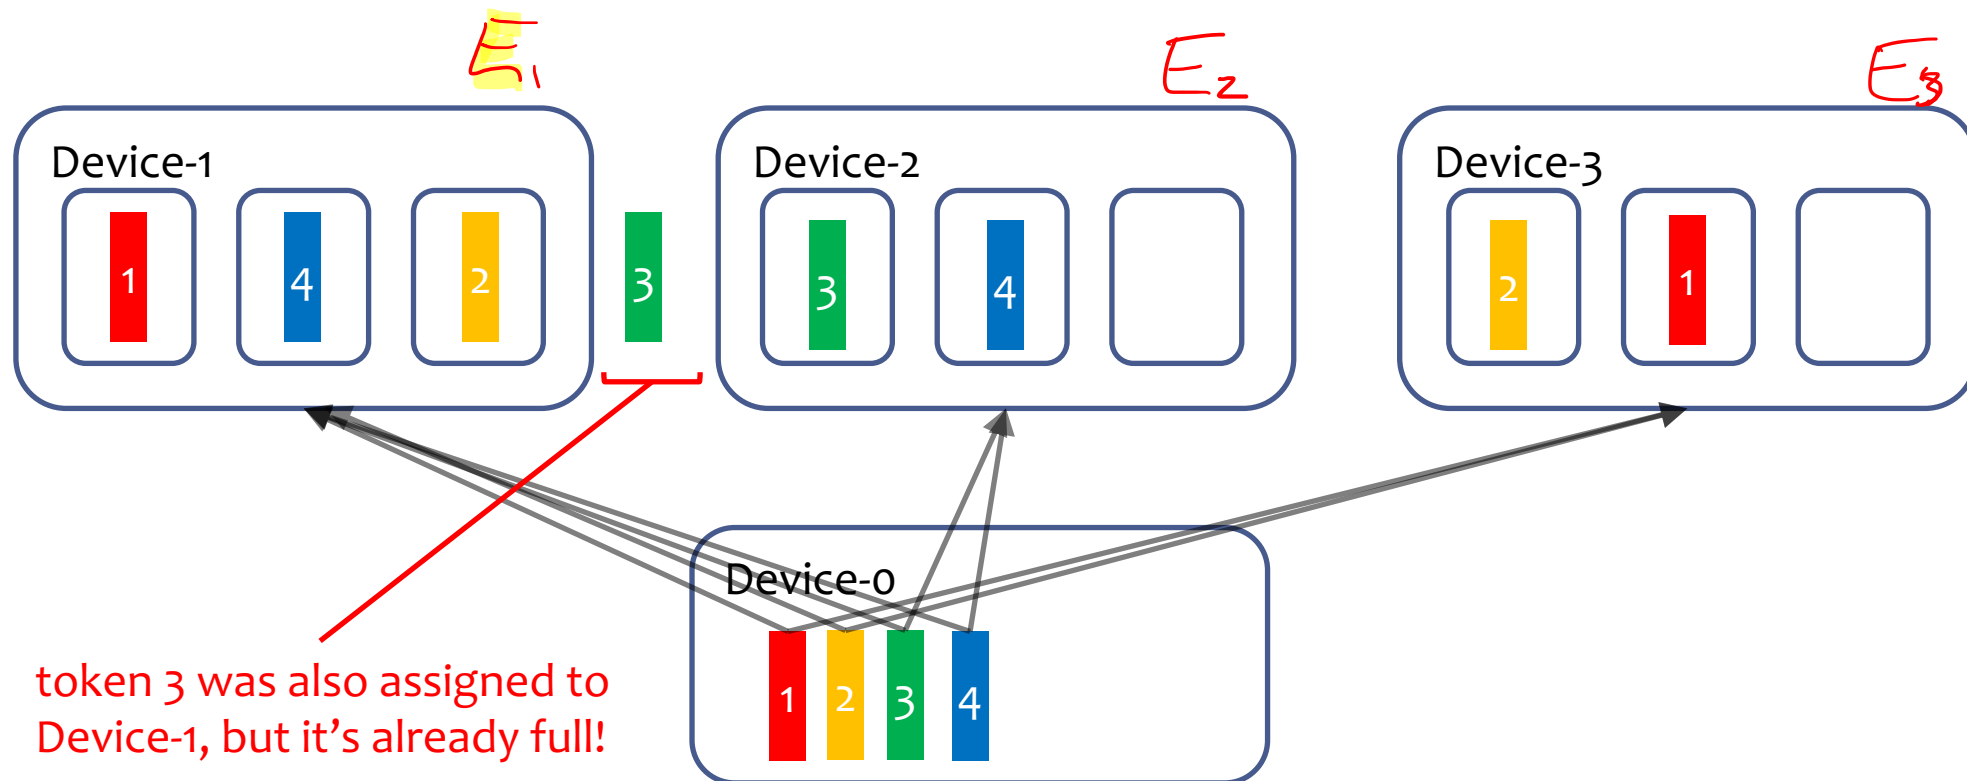 E₁
E₂
E₃
Device-1
Device-2
Device-3
1
4
2
3
3
4
2
1
Device-0
1
2
3
4
token 3 was also assigned to
Device-1, but it's already full!